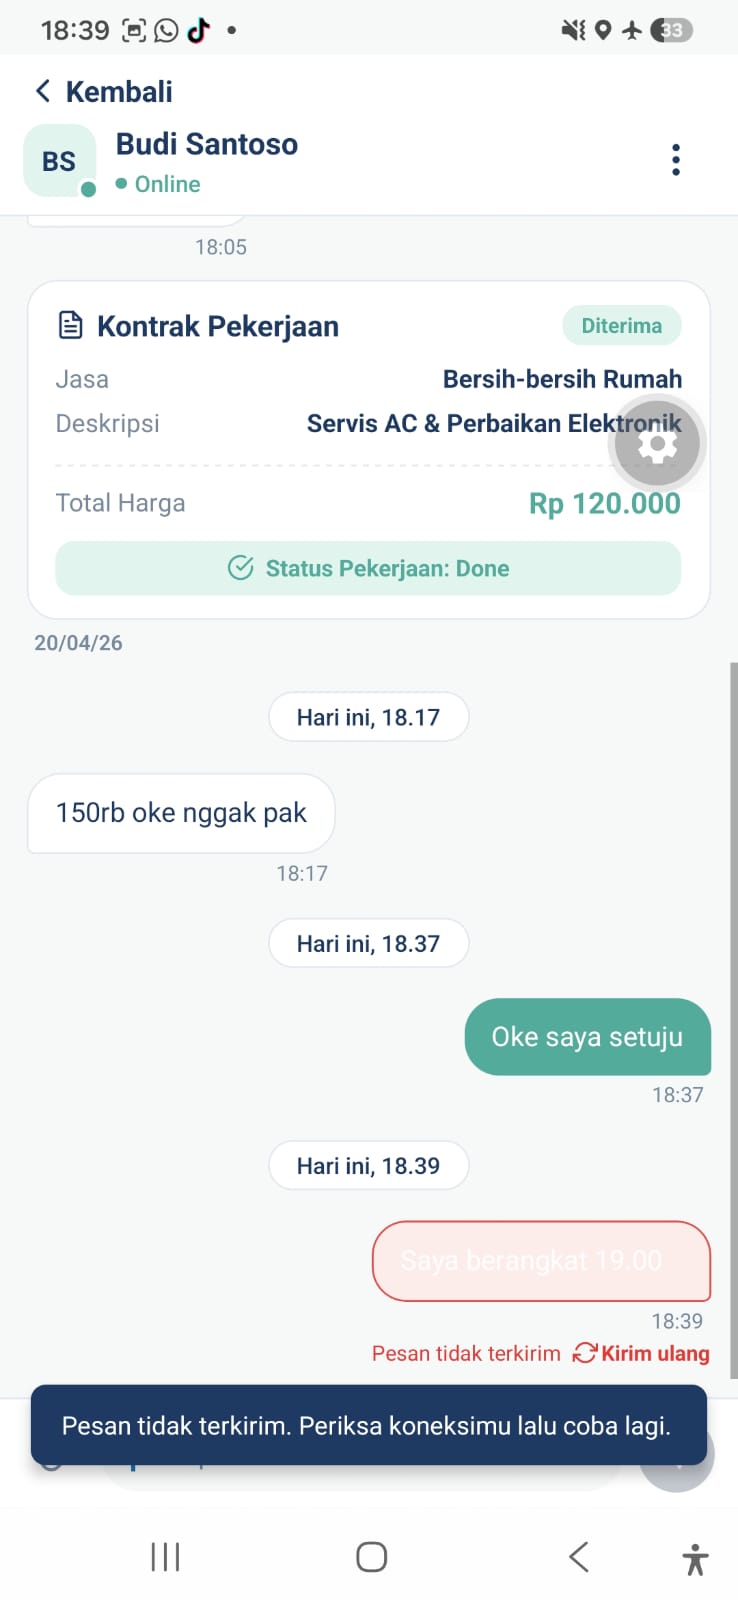 18:39
33
Kembali
BS
Budi Santoso
Online
18:05
Kontrak Pekerjaan
Diterima
Jasa
Bersih-bersih Rumah
Deskripsi
Servis AC & Perbaikan Elektronik
Total Harga
Rp 120.000
Status Pekerjaan: Done
20/04/26
Hari ini, 18.17
150rb oke nggak pak
18:17
Hari ini, 18.37
Oke saya setuju
18:37
Hari ini, 18.39
Saya berangkat 19.00
18:39
Pesan tidak terkirim Kirim ulang
Pesan tidak terkirim. Periksa koneksimu lalu coba lagi.